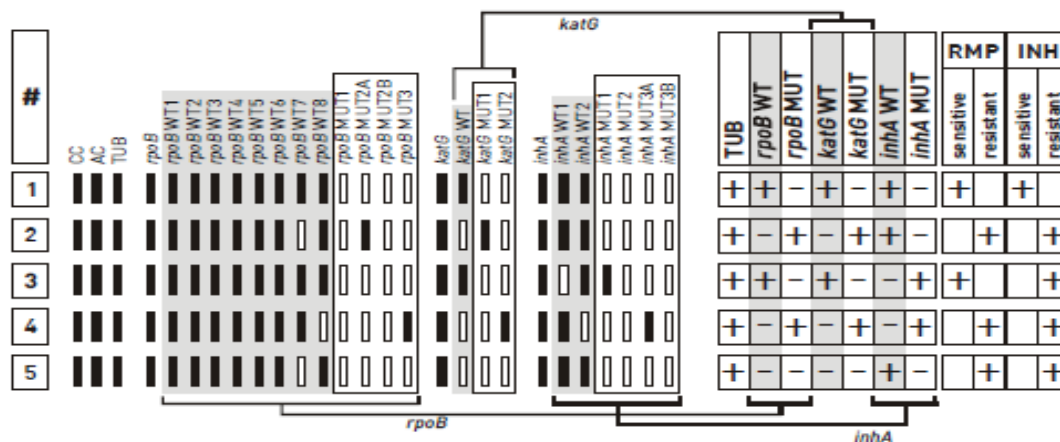 katG
#
CC
AC
TUB
rpoB
rpoB WT1
rpoB WT2
rpoB WT3
rpoB WT4
rpoB WT5
rpoB WT6
rpoB WT7
rpoB WT8
rpoB MUT1
rpoB MUT2A
rpoB MUT2B
rpoB MUT3
katG
katG WT
katG MUT1
katG MUT2
inhA
inhA WT1
inhA WT2
inhA MUT1
inhA MUT2
inhA MUT3A
inhA MUT3B
TUB
rpoB WT
rpoB MUT
katG WT
katG MUT
inhA WT
inhA MUT
RMP INH
sensitive
resistant
sensitive
resistant
1 + + − + − + − + +
2 + − + − + + − + +
3 + + − + − − + + +
4 + − + − + − + + +
5 + − − − − + − + +
rpoB
inhA